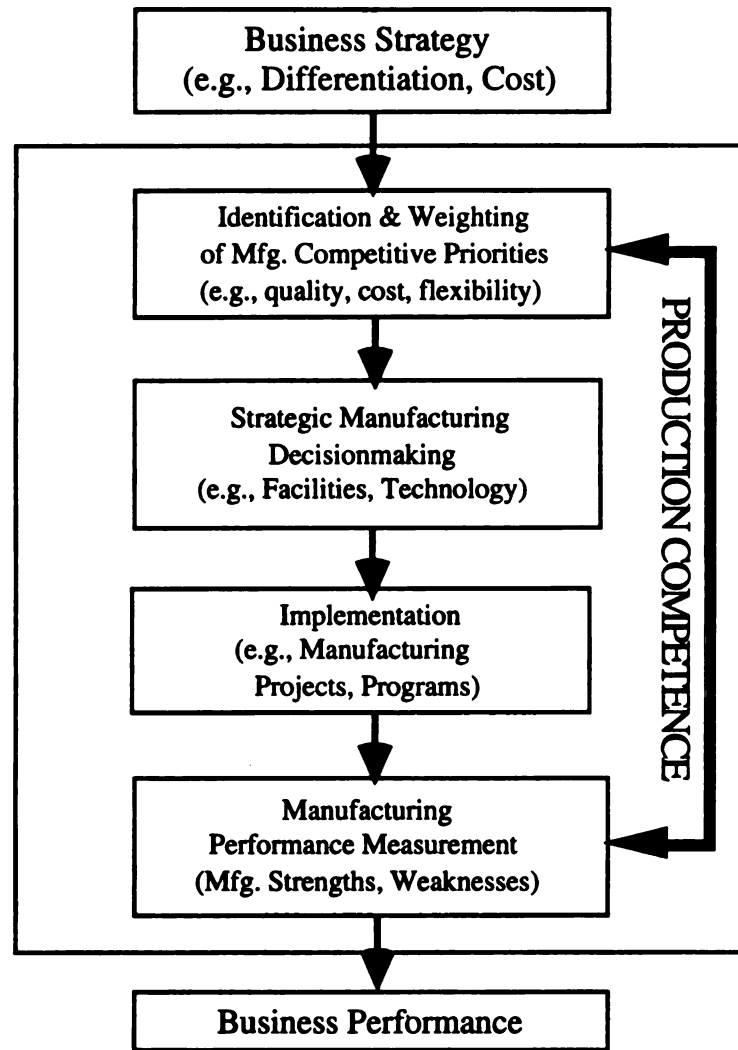 Business Strategy
(e.g., Differentiation, Cost)
Identification & Weighting
of Mfg. Competitive Priorities
(e.g., quality, cost, flexibility)
Strategic Manufacturing
Decisionmaking
(e.g., Facilities, Technology)
Implementation
(e.g., Manufacturing
Projects, Programs)
Manufacturing
Performance Measurement
(Mfg. Strengths, Weaknesses)
Business Performance
PRODUCTION COMPETENCE